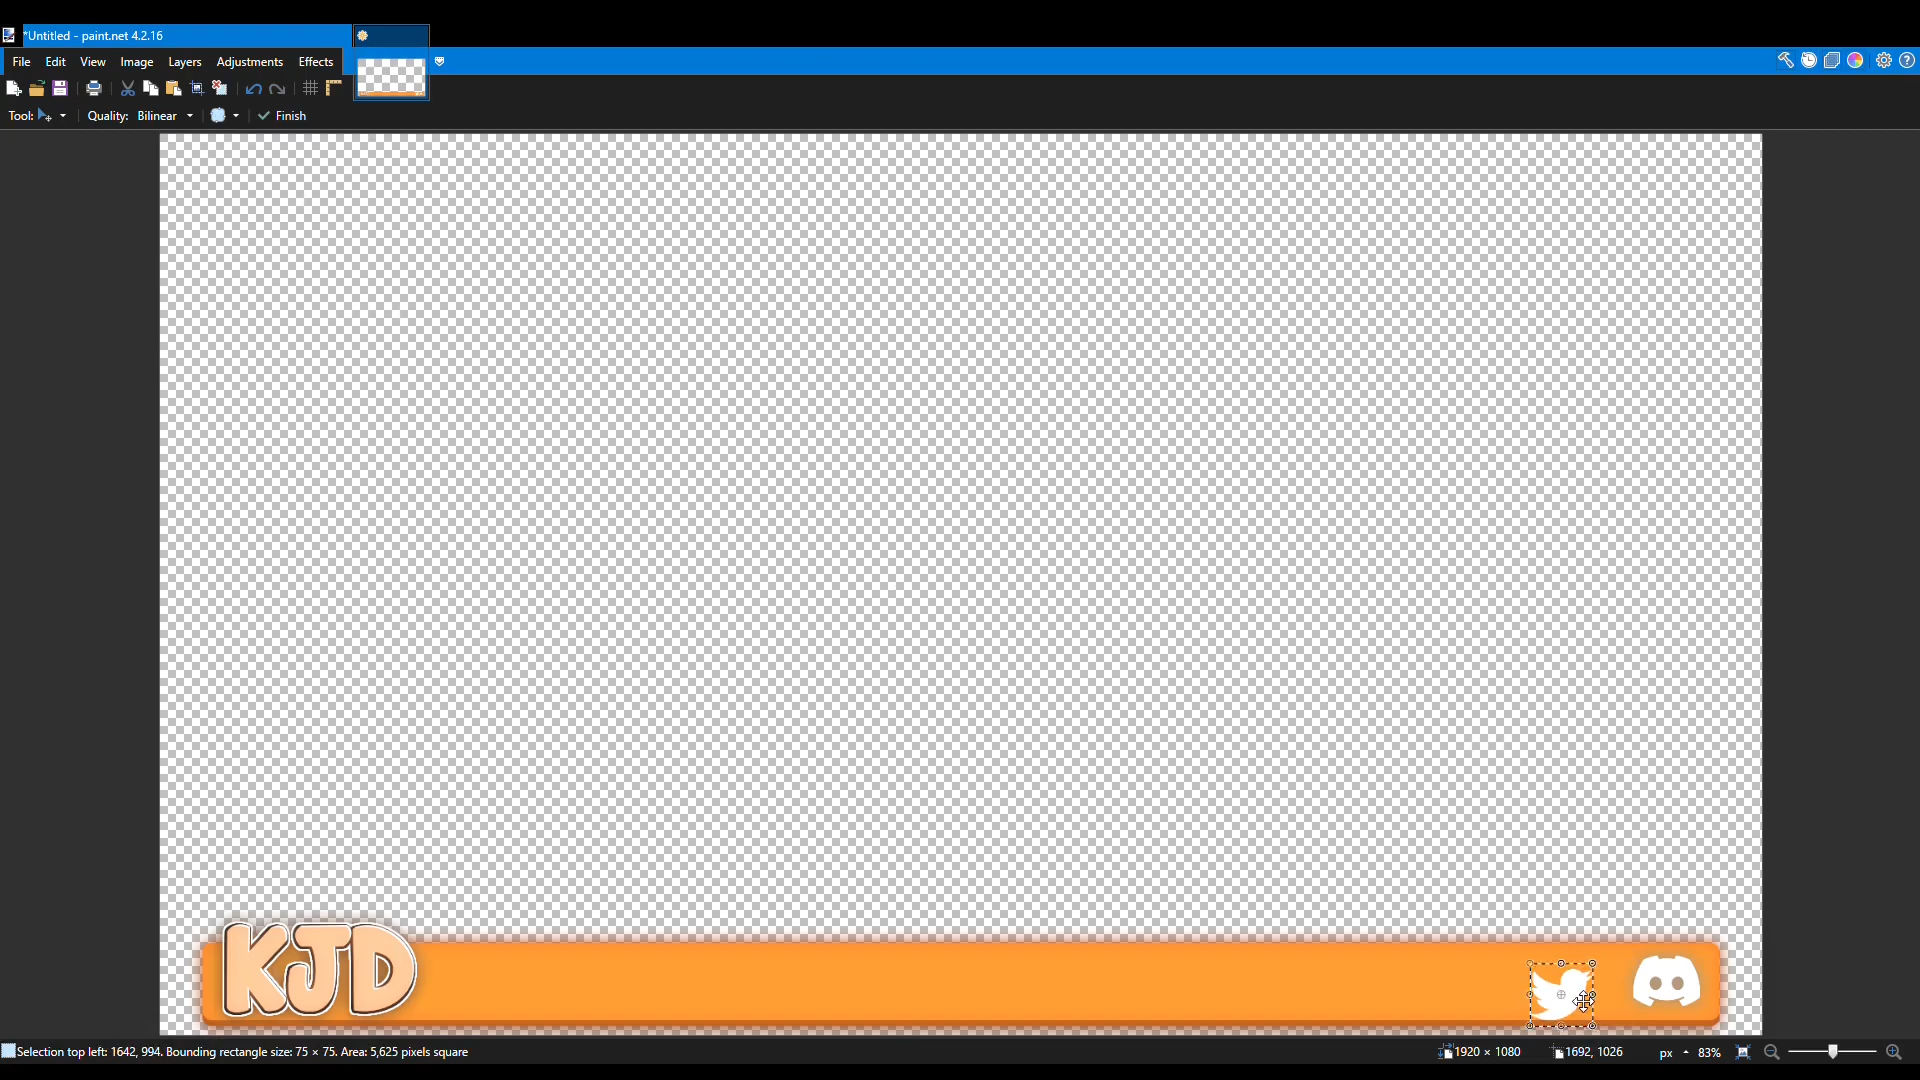 *Untitled - paint.net 4.2.16
File Edit View Image Layers Adjustments Effects
Tool: Quality: Bilinear Finish
KJD
Selection top left: 1642, 994. Bounding rectangle size: 75 × 75. Area: 5,625 pixels square 1920 × 1080 1692, 1026 px 83%